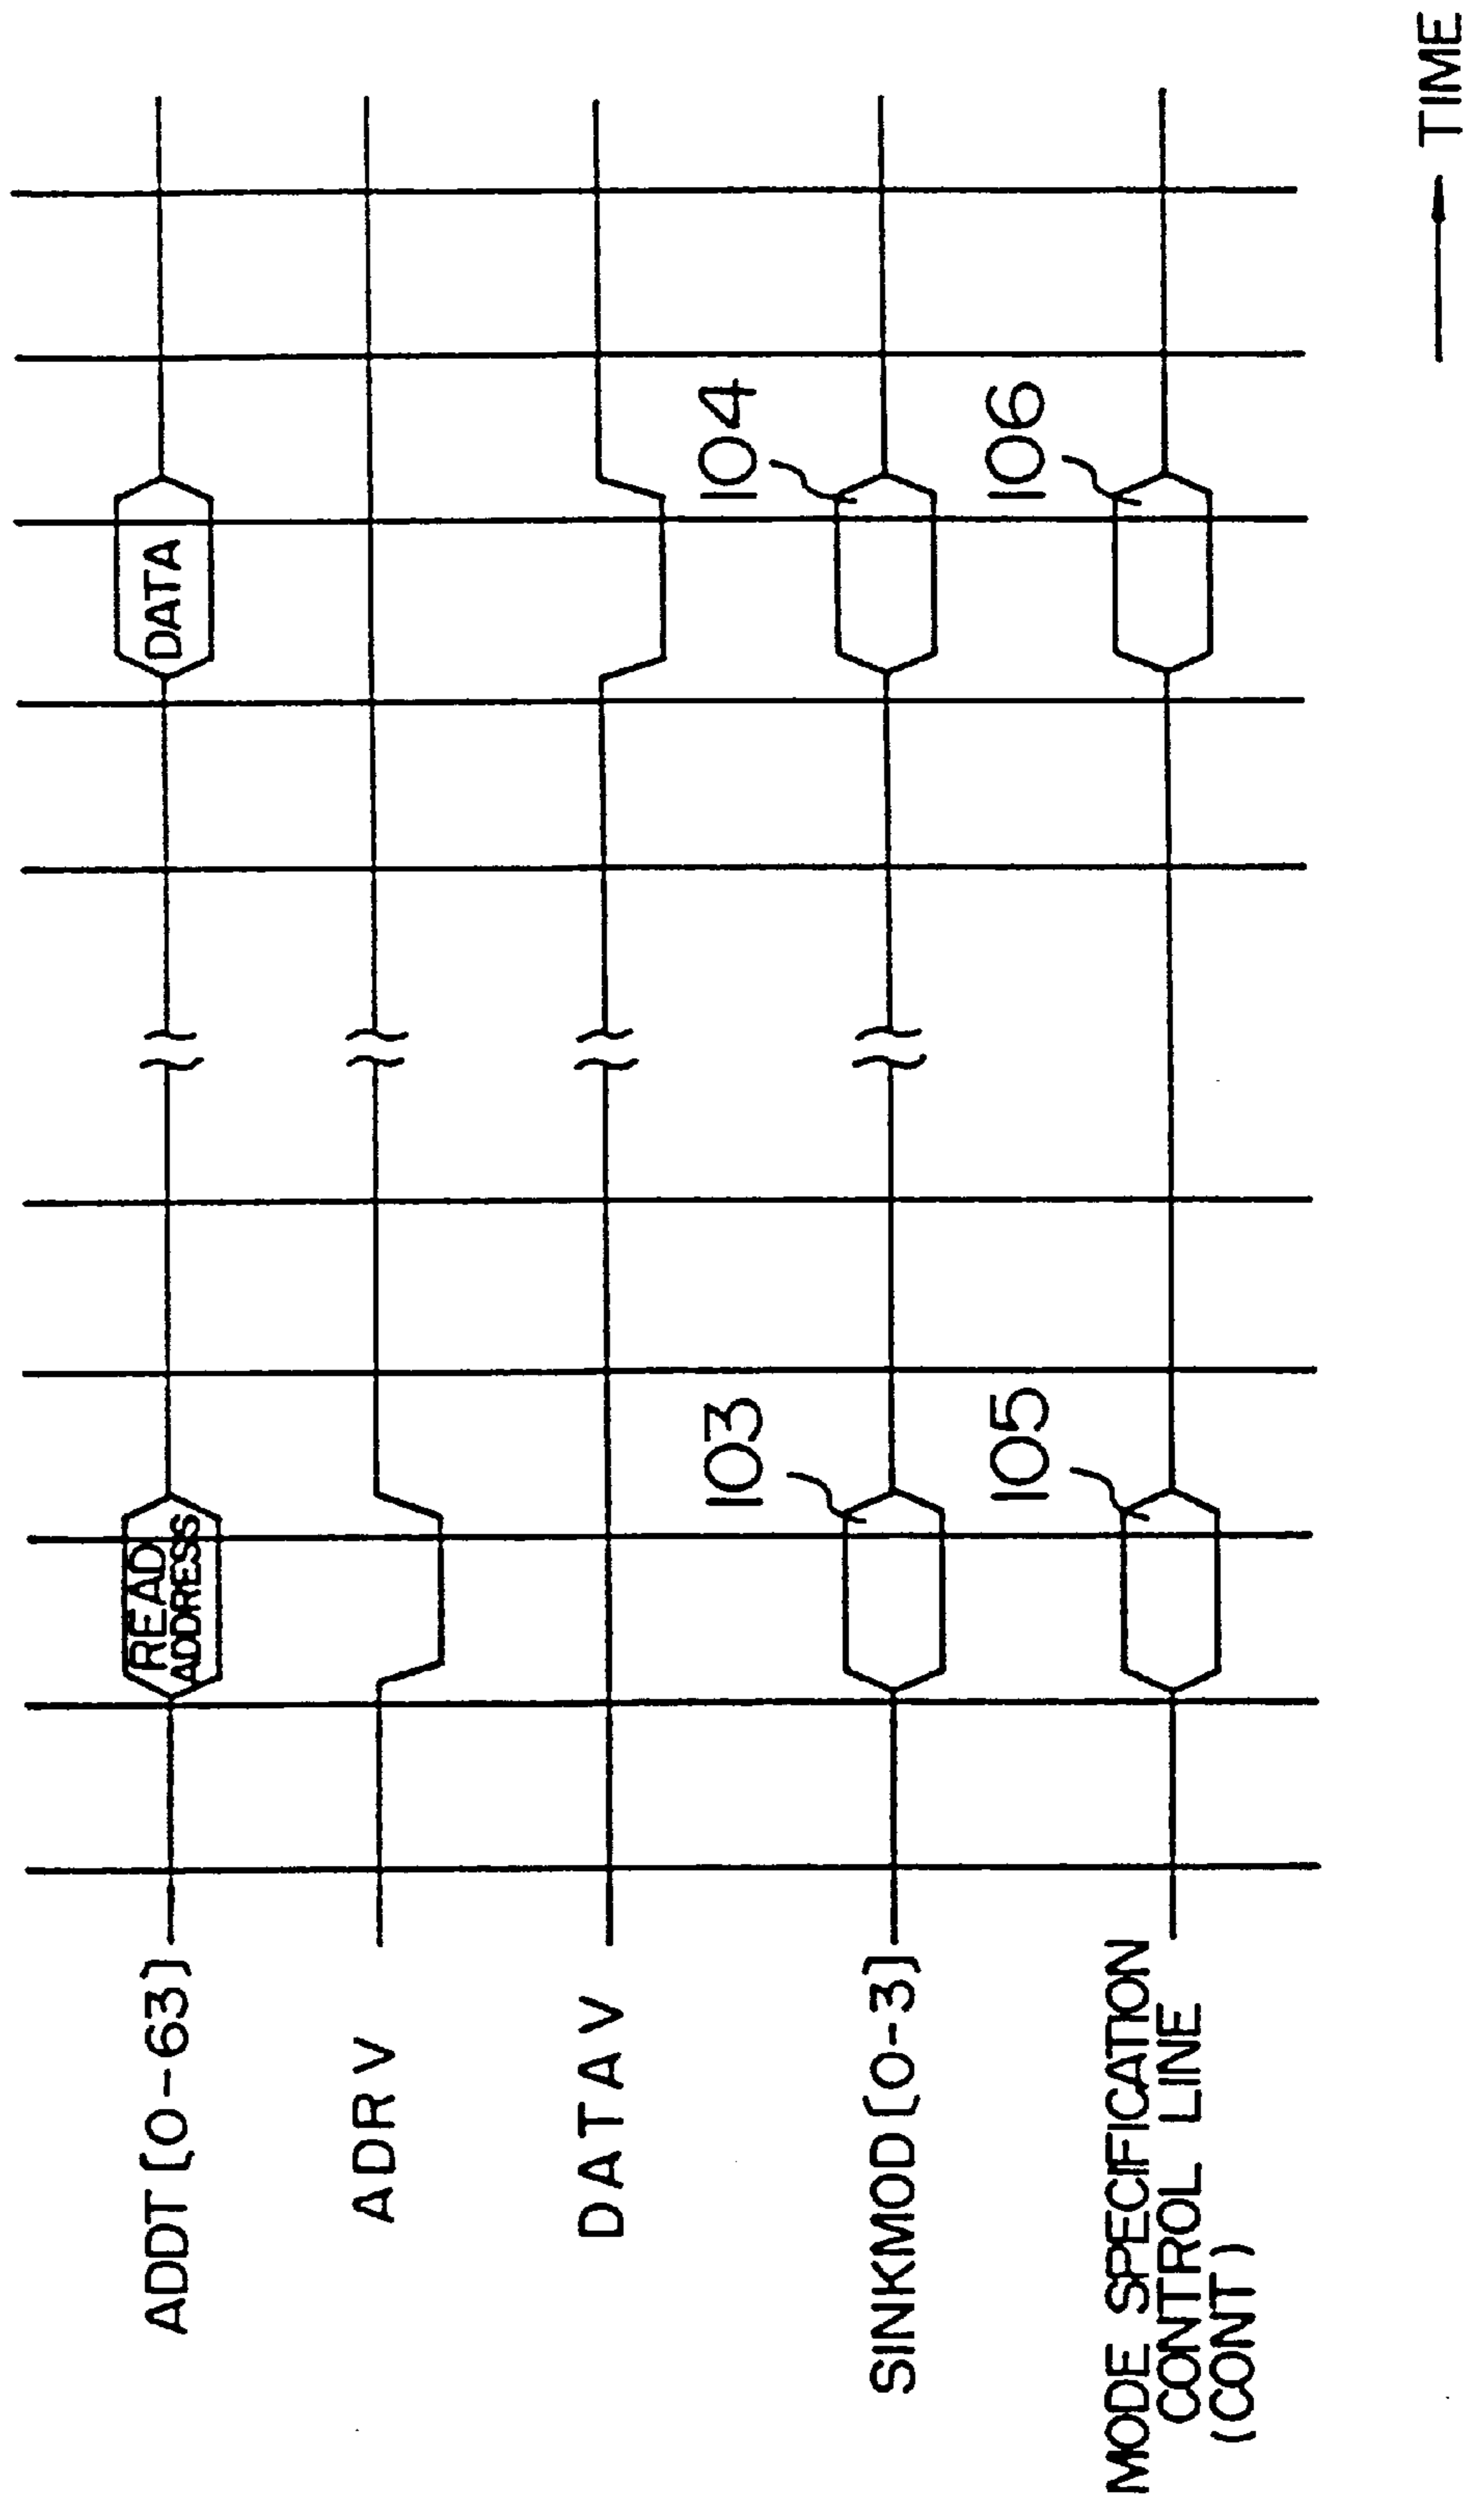 ADDT [0-63]
READ
ADDRESS
DATA
ADRV
DATAV
103
104
SINKMOD [0-3]
105
106
MODE SPECIFICATION
CONTROL LINE
(CONT)
TIME